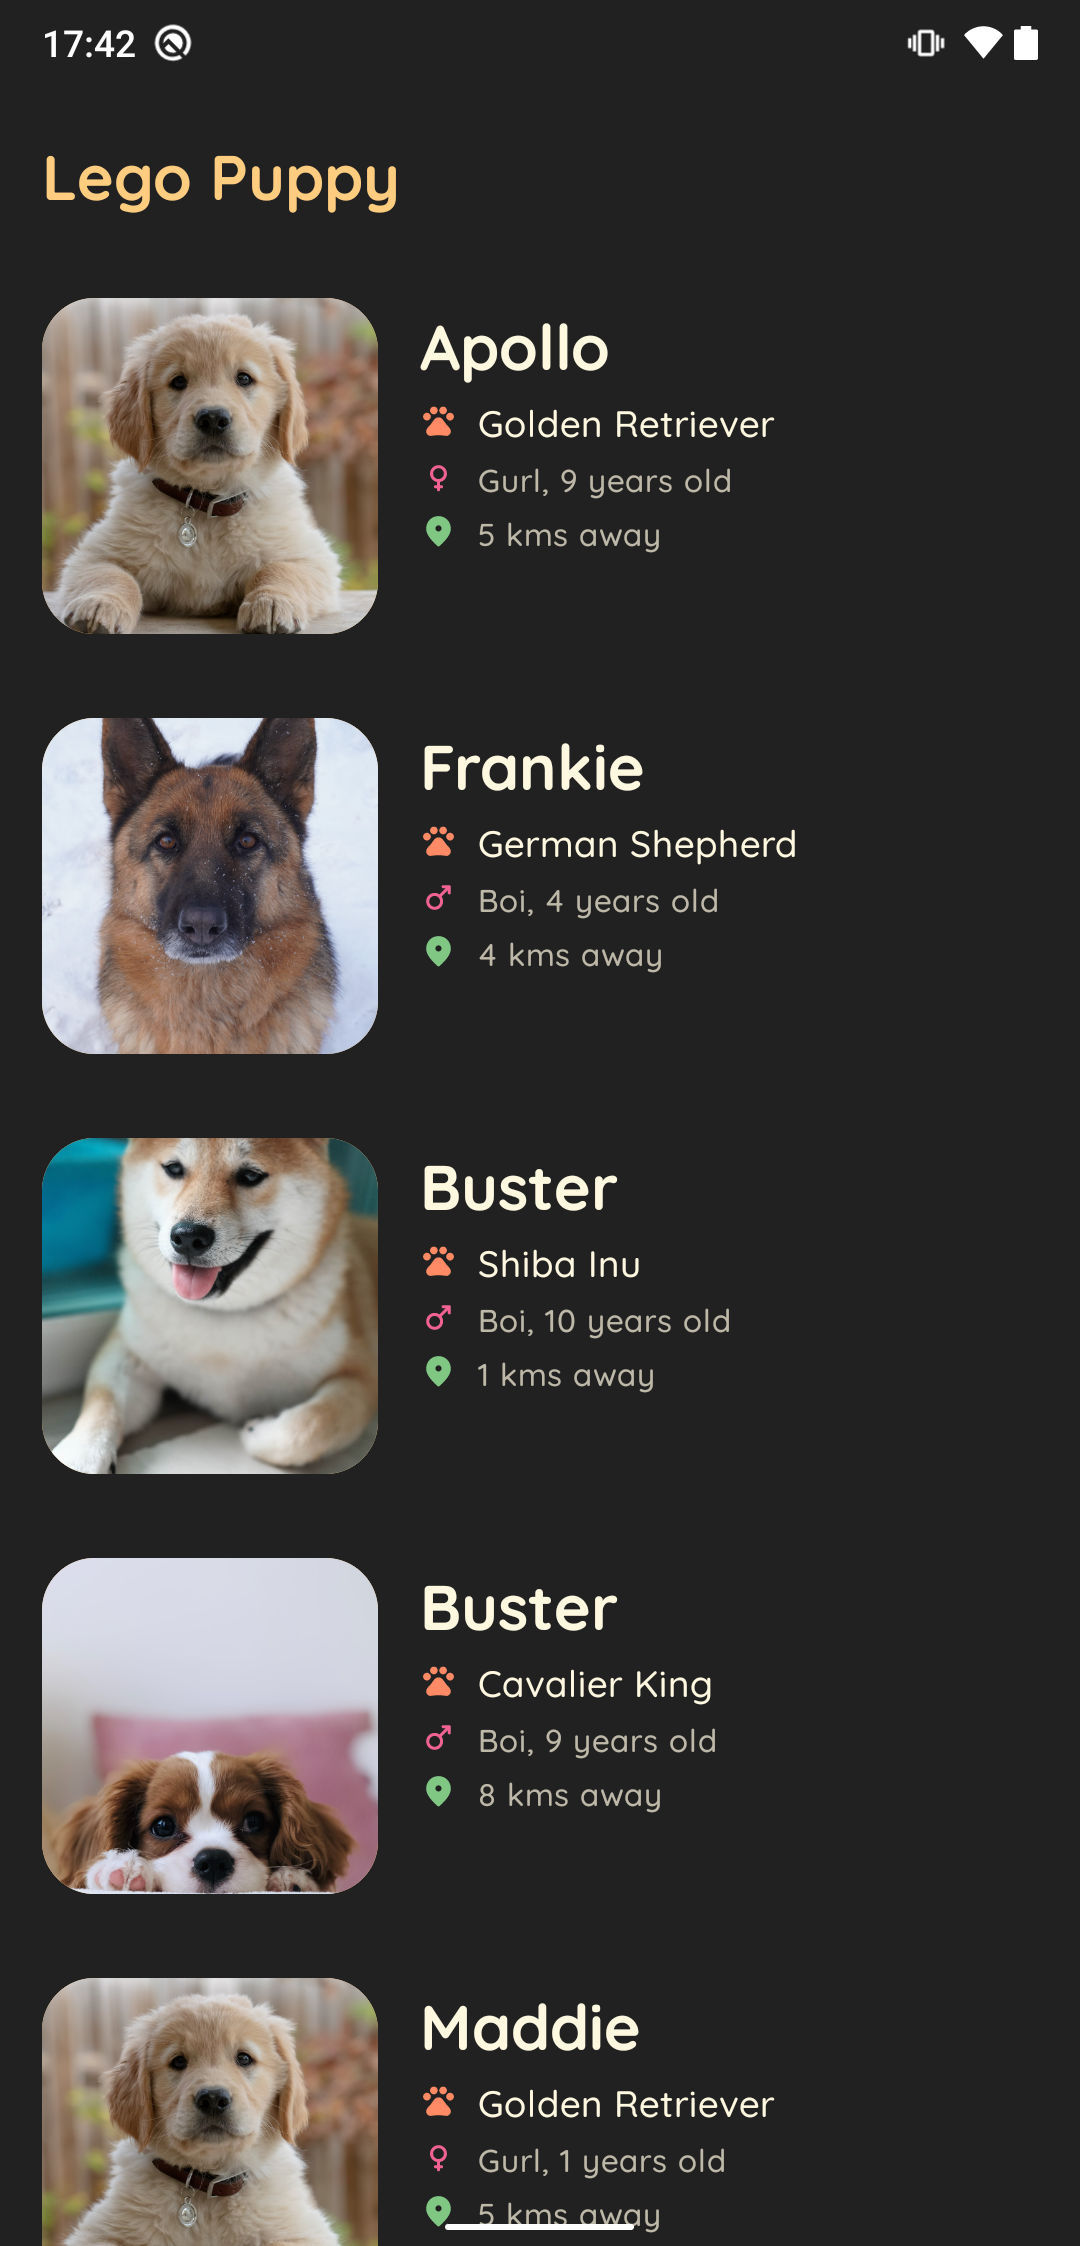 17:42
Lego Puppy
Apollo
Golden Retriever
Gurl, 9 years old
5 kms away
Frankie
German Shepherd
Boi, 4 years old
4 kms away
Buster
Shiba Inu
Boi, 10 years old
1 kms away
Buster
Cavalier King
Boi, 9 years old
8 kms away
Maddie
Golden Retriever
Gurl, 1 years old
5 kms away